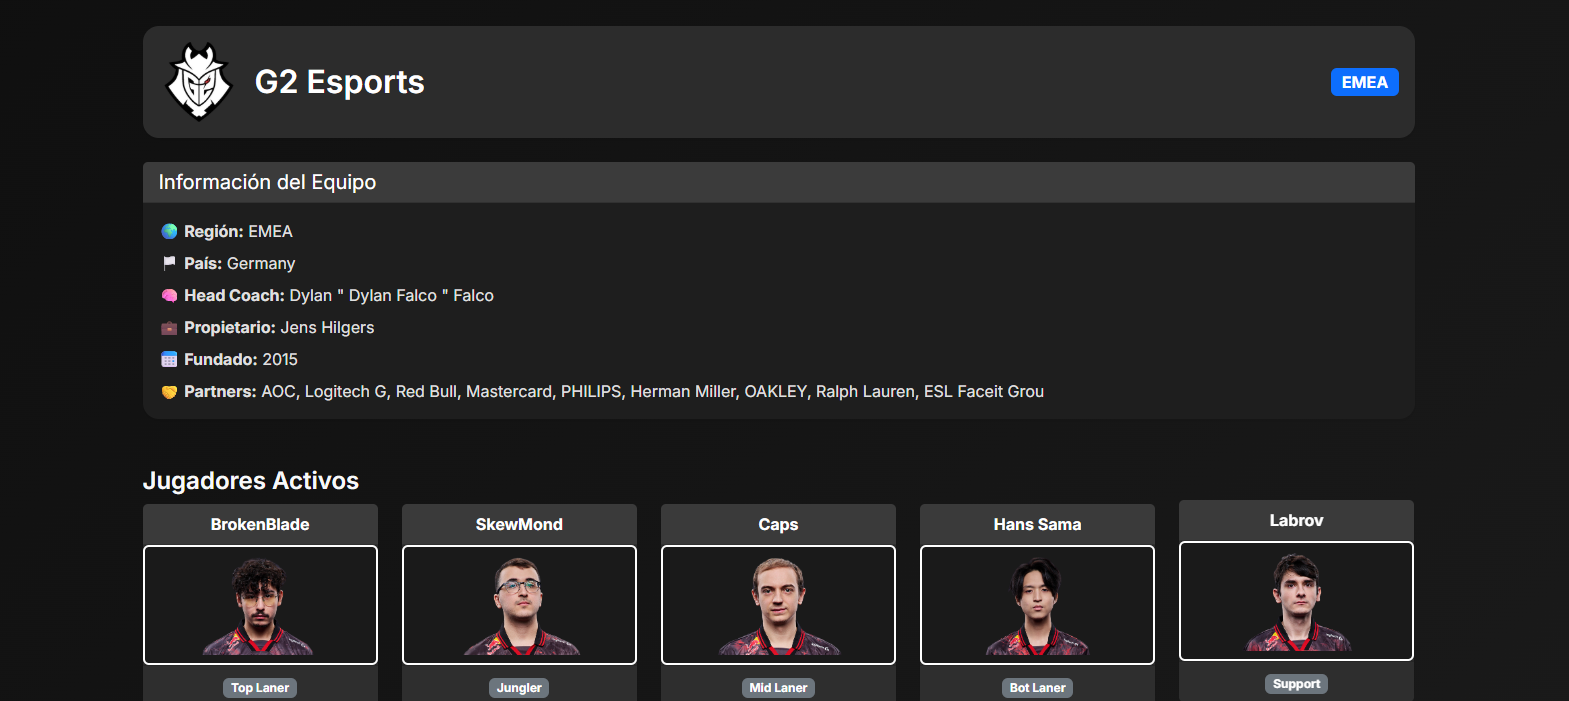 G2 Esports
EMEA
Información del Equipo
Región: EMEA
País: Germany
Head Coach: Dylan " Dylan Falco " Falco
Propietario: Jens Hilgers
Fundado: 2015
Partners: AOC, Logitech G, Red Bull, Mastercard, PHILIPS, Herman Miller, OAKLEY, Ralph Lauren, ESL Faceit Grou
Jugadores Activos
BrokenBlade
SkewMond
Caps
Hans Sama
Labrov
Top Laner
Jungler
Mid Laner
Bot Laner
Support